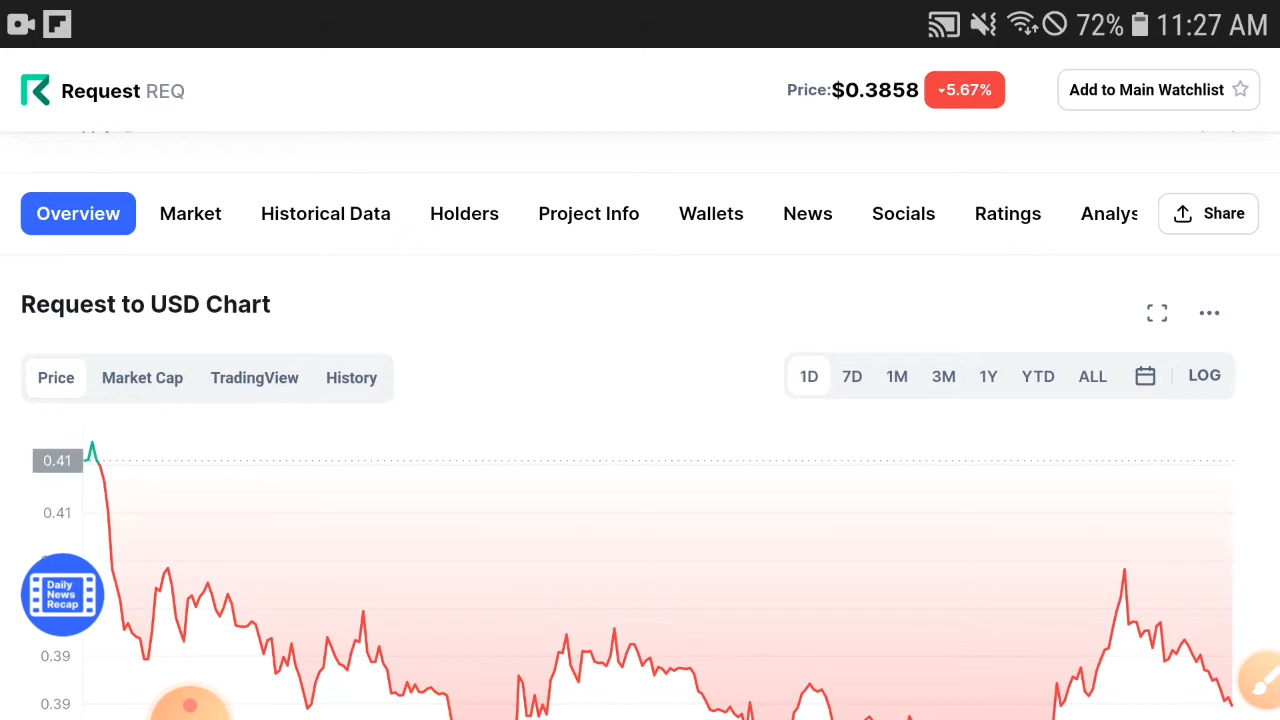 72% 11:27 AM
Request REQ Price: $0.3858 -5.67% Add to Main Watchlist
Overview Market Historical Data Holders Project Info Wallets News Socials Ratings Analys Share
Request to USD Chart
Price Market Cap TradingView History 1D 7D 1M 3M 1Y YTD ALL LOG
0.41
0.41
Daily
News
Recap
0.39
0.39